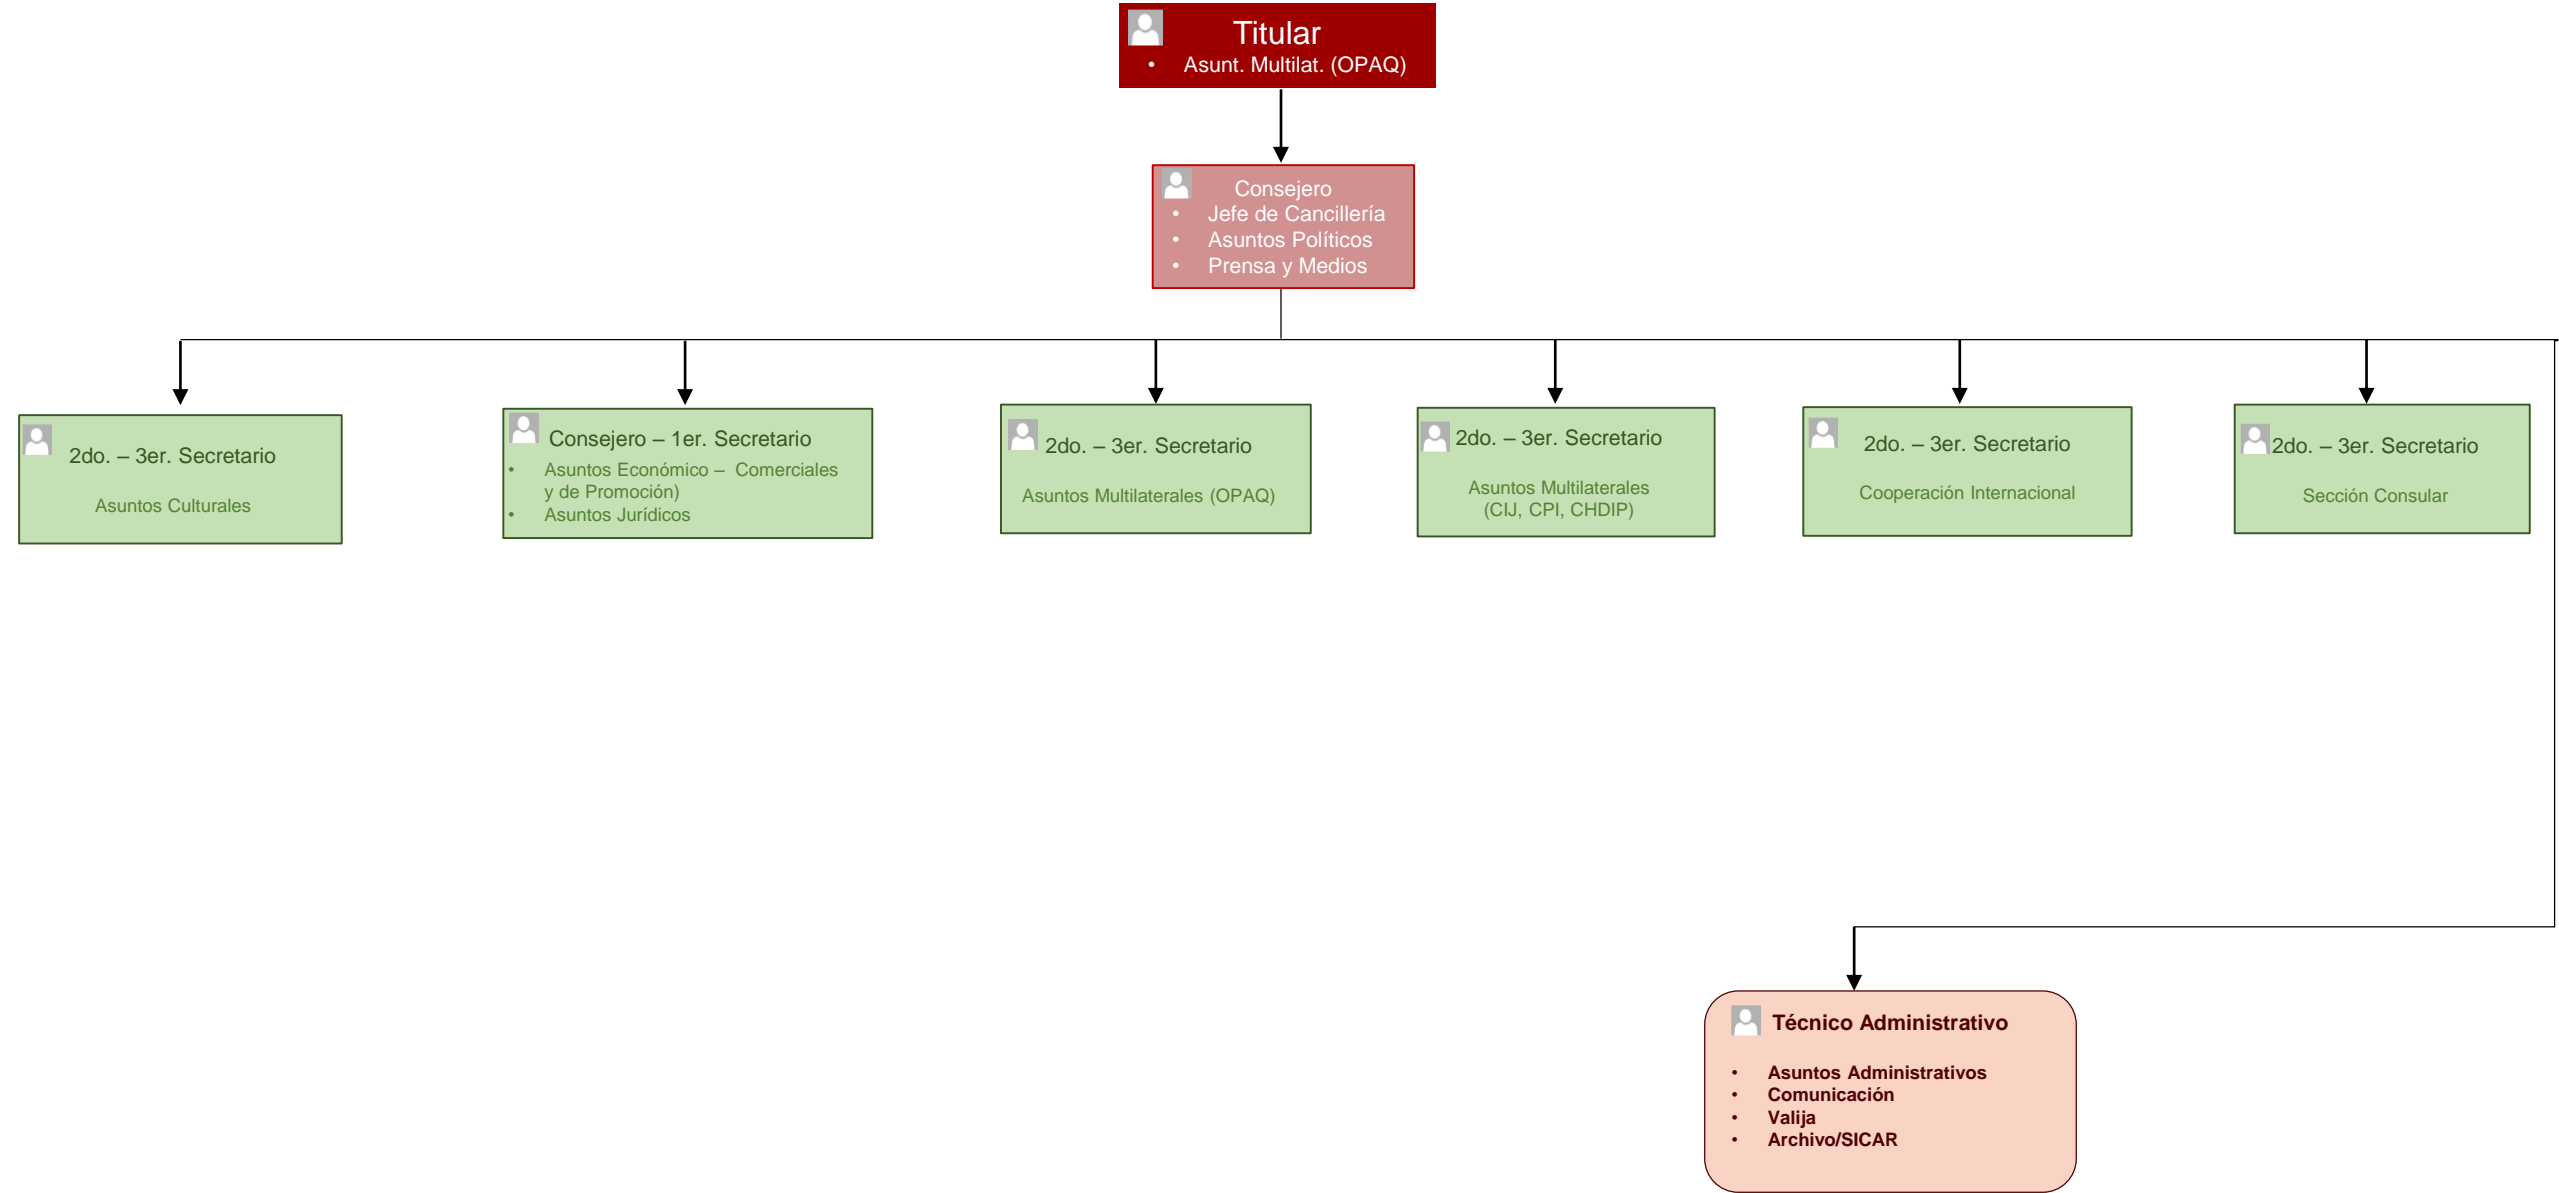 Titular
• Asunt. Multilat. (OPAQ)
Consejero
• Jefe de Cancillería
• Asuntos Políticos
• Prensa y Medios
2do. – 3er. Secretario
Asuntos Culturales
Consejero – 1er. Secretario
• Asuntos Económico – Comerciales
y de Promoción)
• Asuntos Jurídicos
2do. – 3er. Secretario
Asuntos Multilaterales (OPAQ)
2do. – 3er. Secretario
Asuntos Multilaterales
(CIJ, CPI, CHDIP)
2do. – 3er. Secretario
Cooperación Internacional
2do. – 3er. Secretario
Sección Consular
Técnico Administrativo
• Asuntos Administrativos
• Comunicación
• Valija
• Archivo/SICAR